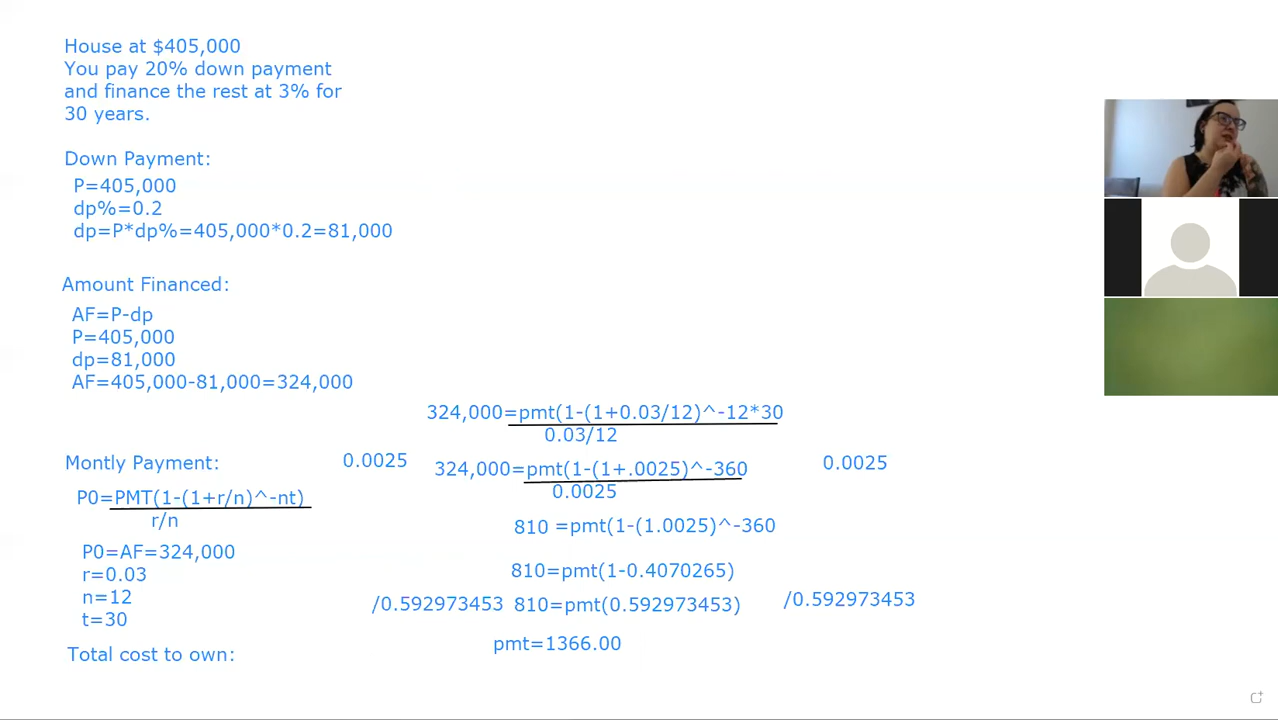 House at $405,000
You pay 20% down payment
and finance the rest at 3% for
30 years.
Down Payment:
P=405,000
dp%=0.2
dp=P*dp%=405,000*0.2=81,000
Amount Financed:
AF=P-dp
P=405,000
dp=81,000
AF=405,000-81,000=324,000
Montly Payment:
P0=PMT(1-(1+r/n)^-nt)
r/n
P0=AF=324,000
r=0.03
n=12
t=30
324,000=pmt(1-(1+0.03/12)^-12*30
0.03/12
0.0025
324,000=pmt(1-(1+.0025)^-360
0.0025
0.0025
810 =pmt(1-(1.0025)^-360
810=pmt(1-0.4070265)
/0.592973453
810=pmt(0.592973453)
/0.592973453
pmt=1366.00
Total cost to own: